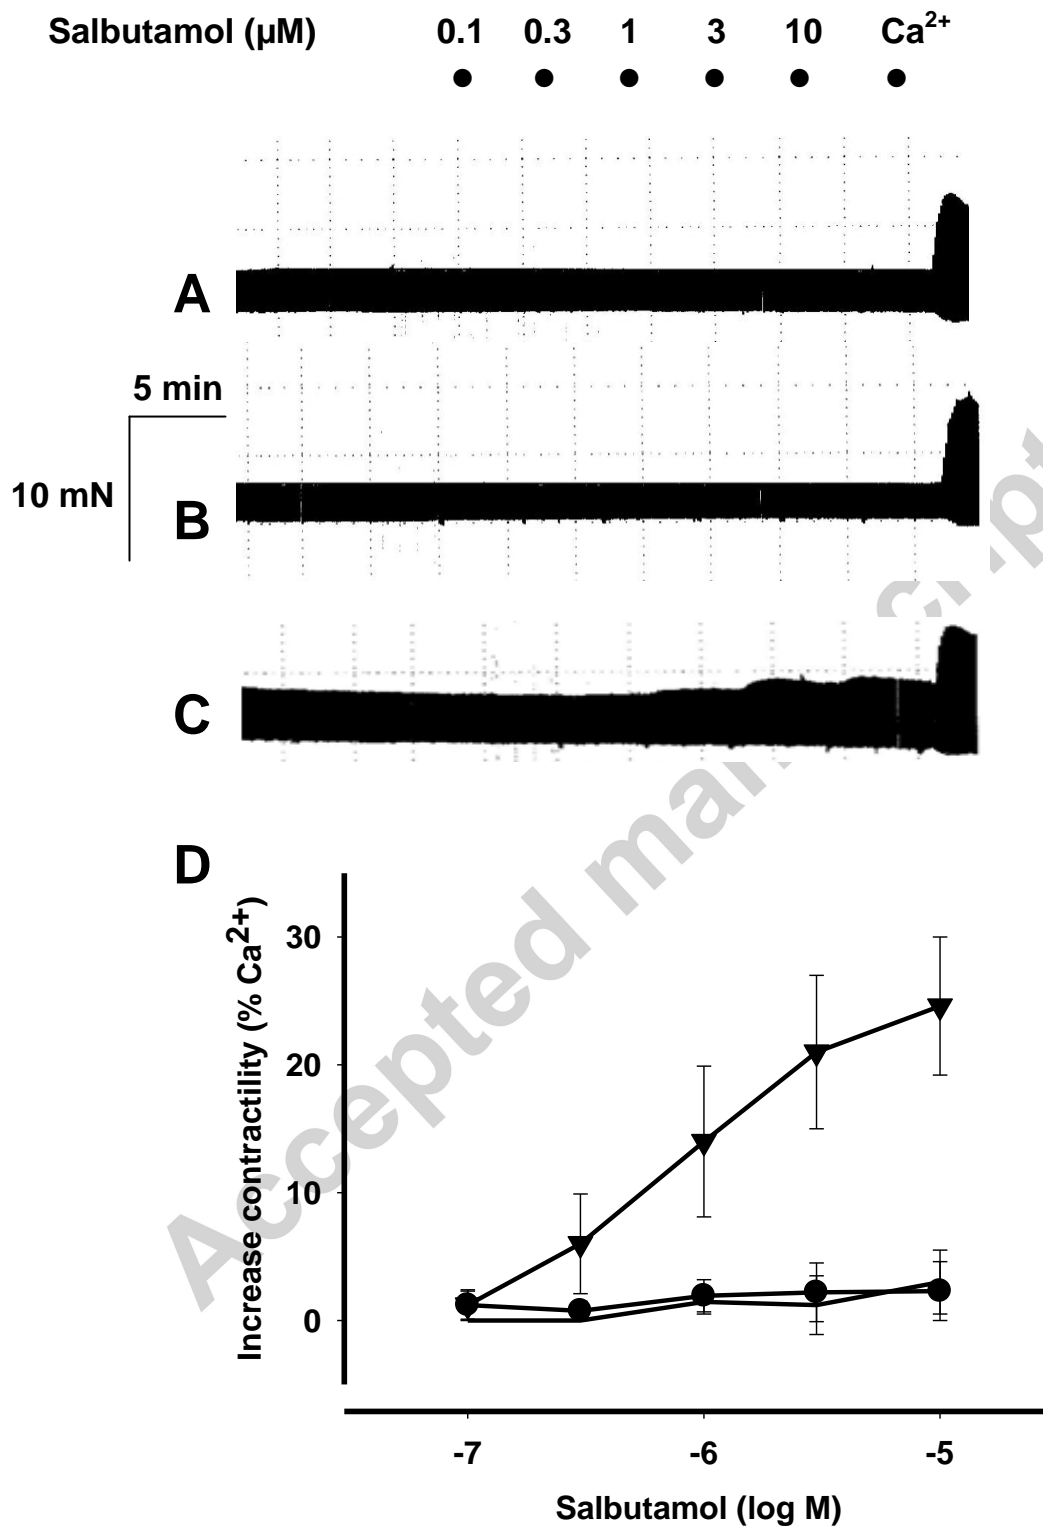 Salbutamol (µM) 0.1 0.3 1 3 10 Ca2+
A
5 min
10 mN
B
C
D
Increase contractility (% Ca2+)
30
20
10
0
-7 -6 -5
Salbutamol (log M)
Accepted manuscript